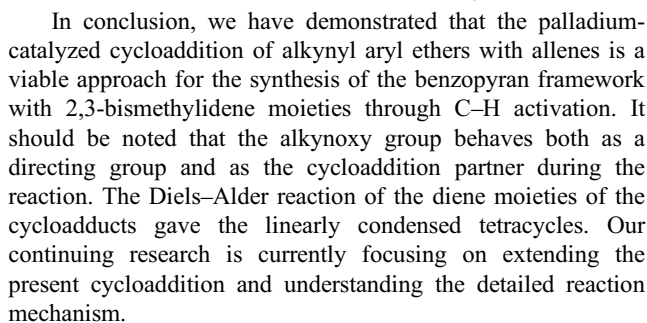 In conclusion, we have demonstrated that the palladium-
catalyzed cycloaddition of alkynyl aryl ethers with allenes is a
viable approach for the synthesis of the benzopyran framework
with 2,3-bismethylidene moieties through C–H activation. It
should be noted that the alkynoxy group behaves both as a
directing group and as the cycloaddition partner during the
reaction. The Diels–Alder reaction of the diene moieties of the
cycloadducts gave the linearly condensed tetracycles. Our
continuing research is currently focusing on extending the
present cycloaddition and understanding the detailed reaction
mechanism.